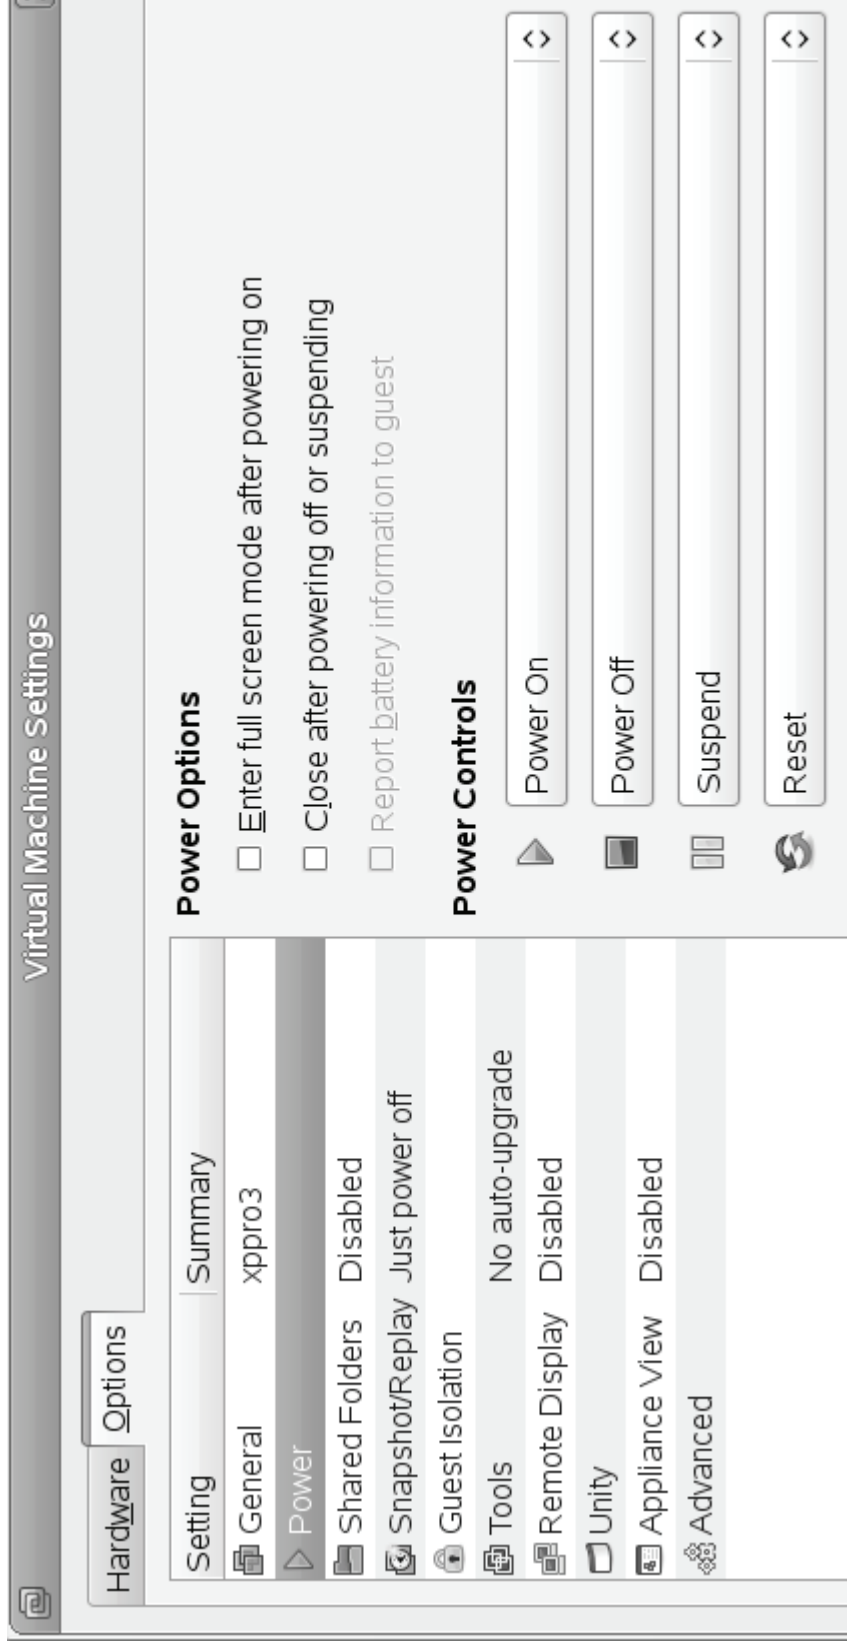 Virtual Machine Settings
Hardware Options
Setting Summary
General xppro3
Power
Shared Folders Disabled
Snapshot/Replay Just power off
Guest Isolation
Tools No auto-upgrade
Remote Display Disabled
Unity
Appliance View Disabled
Advanced
Power Options
Enter full screen mode after powering on
Close after powering off or suspending
Report battery information to guest
Power Controls
Power On
Power Off
Suspend
Reset